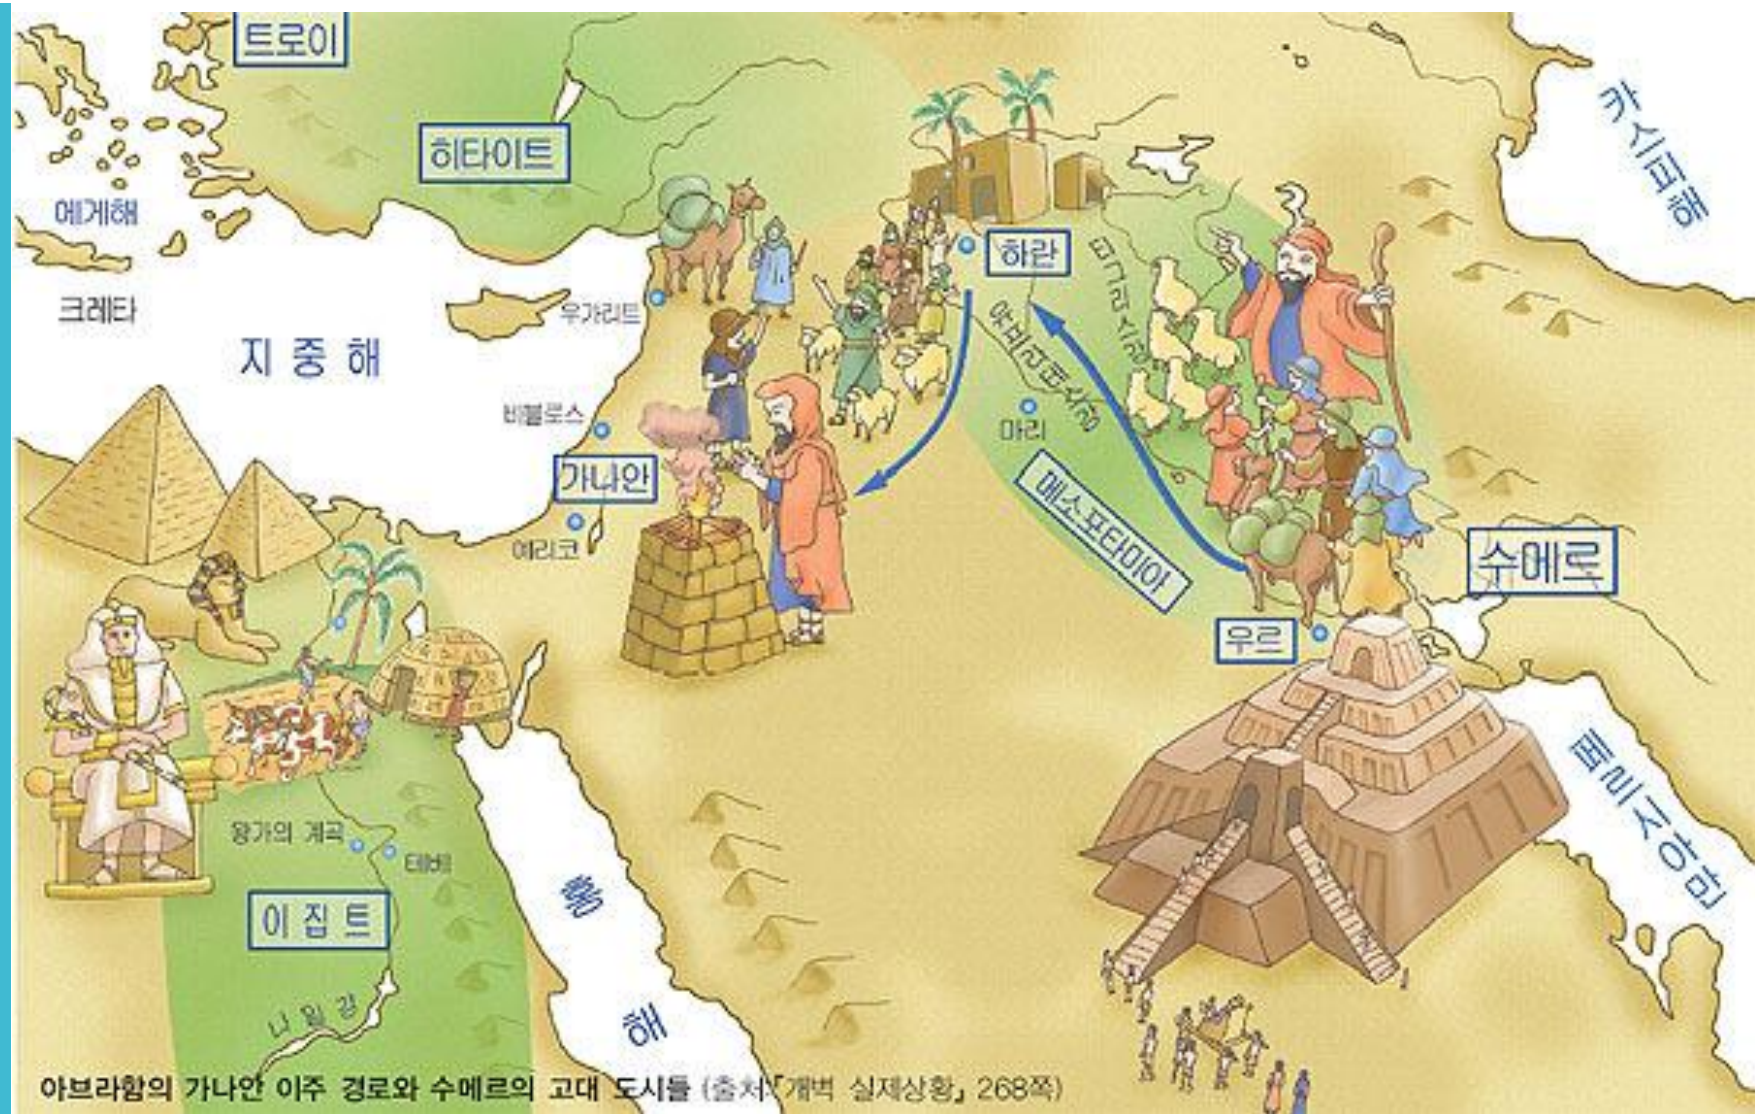 트로이
히타이트
카스피해
에게해
크레타
지중해
우가리트
하란
티그리스강
유프라테스강
마리
비블로스
가나안
예리코
메소포타미아
수메르
우르
페르시아만
왕가의 계곡
테베
이집트
나일강
홍해
아브라함의 가나안 이주 경로와 수메르의 고대 도시들 (출처:「개벽 실제상황」 268쪽)